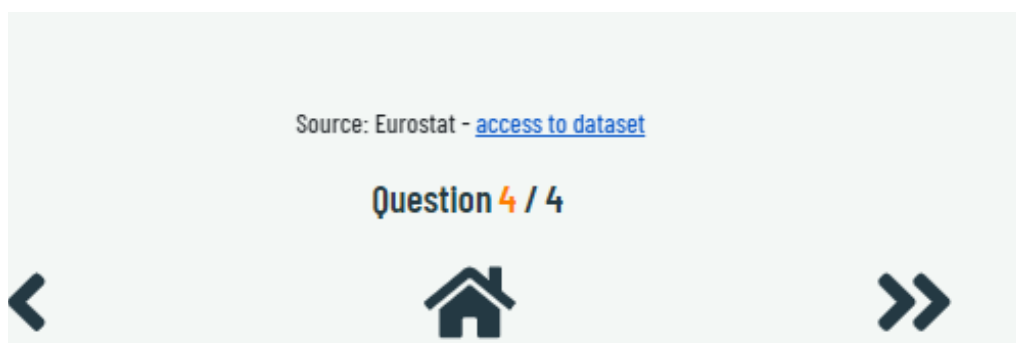 Source: Eurostat - access to dataset
Question 4 / 4